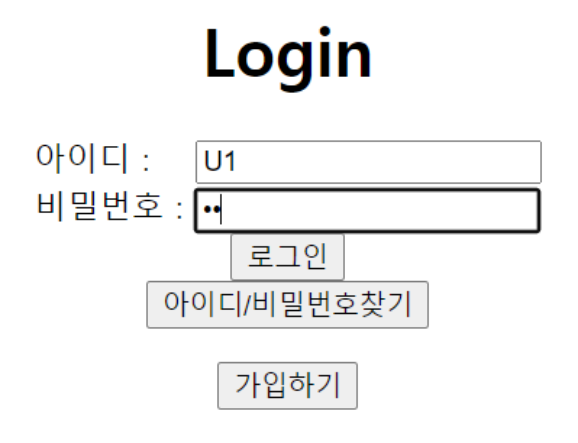 Login
아이디 : U1
비밀번호 : ••
로그인
아이디/비밀번호찾기
가입하기